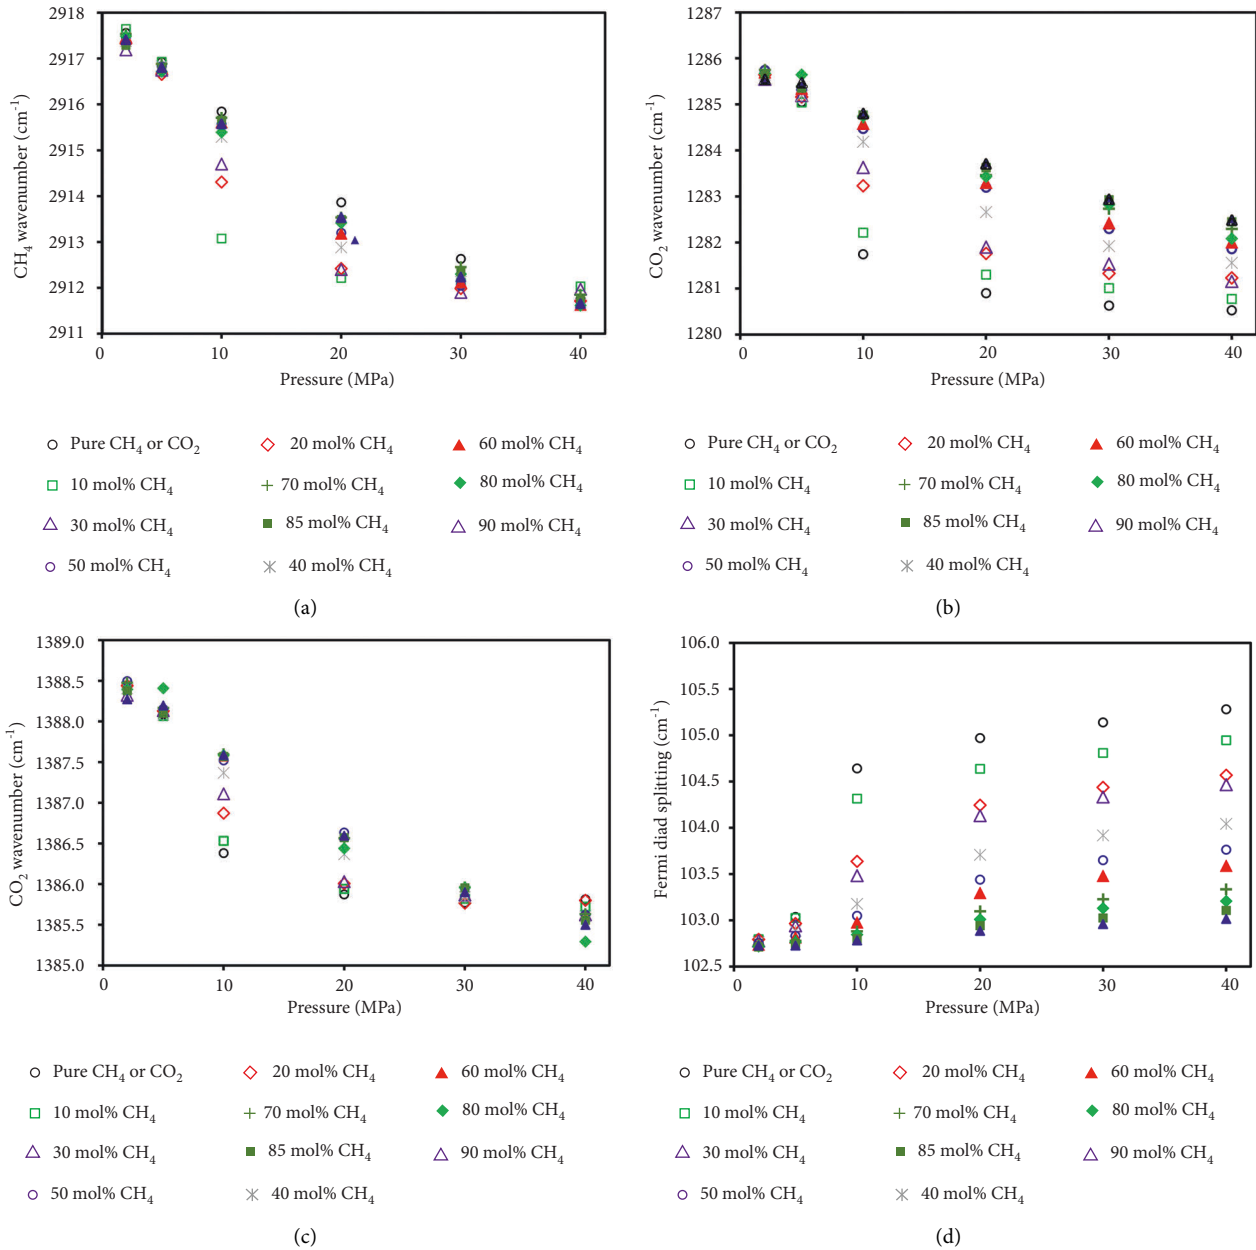 2918
2917
2916
2915
2914
2913
2912
2911
CH4 wavenumber (cm-1)
0 10 20 30 40
Pressure (MPa)
Pure CH4 or CO2 20 mol% CH4 60 mol% CH4
10 mol% CH4 70 mol% CH4 80 mol% CH4
30 mol% CH4 85 mol% CH4 90 mol% CH4
50 mol% CH4 40 mol% CH4
(a)
1287
1286
1285
1284
1283
1282
1281
1280
CO2 wavenumber (cm-1)
0 10 20 30 40
Pressure (MPa)
Pure CH4 or CO2 20 mol% CH4 60 mol% CH4
10 mol% CH4 70 mol% CH4 80 mol% CH4
30 mol% CH4 85 mol% CH4 90 mol% CH4
50 mol% CH4 40 mol% CH4
(b)
1389.0
1388.5
1388.0
1387.5
1387.0
1386.5
1386.0
1385.5
1385.0
CO2 wavenumber (cm-1)
0 10 20 30 40
Pressure (MPa)
Pure CH4 or CO2 20 mol% CH4 60 mol% CH4
10 mol% CH4 70 mol% CH4 80 mol% CH4
30 mol% CH4 85 mol% CH4 90 mol% CH4
50 mol% CH4 40 mol% CH4
(c)
106.0
105.5
105.0
104.5
104.0
103.5
103.0
102.5
Fermi diad splitting (cm-1)
0 10 20 30 40
Pressure (MPa)
Pure CH4 or CO2 20 mol% CH4 60 mol% CH4
10 mol% CH4 70 mol% CH4 80 mol% CH4
30 mol% CH4 85 mol% CH4 90 mol% CH4
50 mol% CH4 40 mol% CH4
(d)